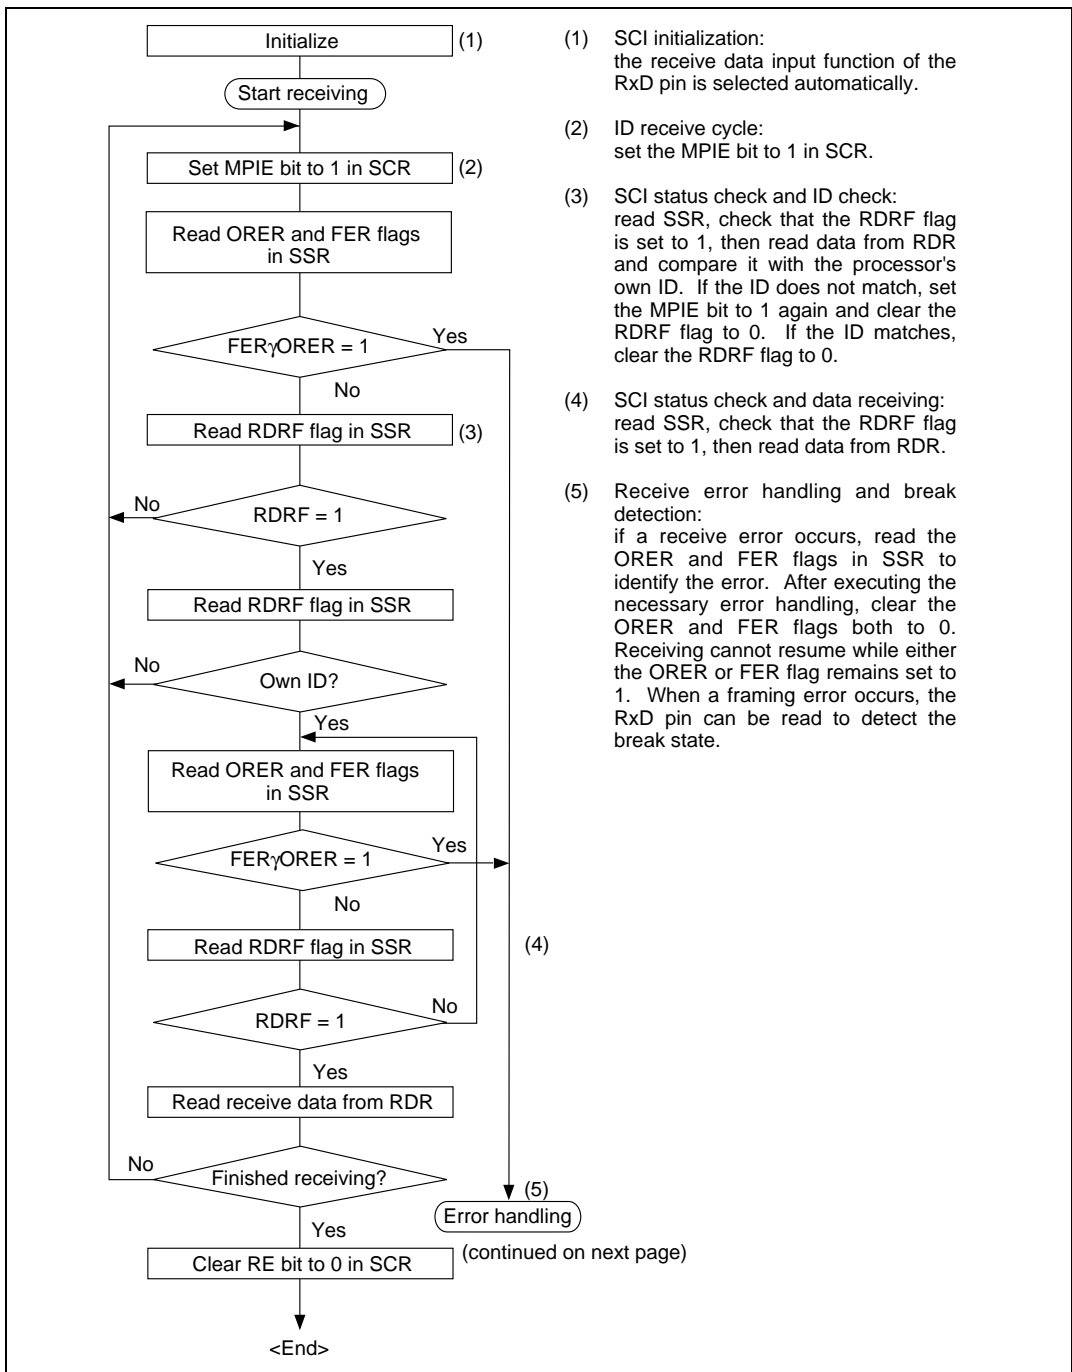 Initialize
(1)
Start receiving
Set MPIE bit to 1 in SCR
(2)
Read ORER and FER flags
in SSR
FERγORER = 1
Yes
No
Read RDRF flag in SSR
(3)
No
RDRF = 1
Yes
Read RDRF flag in SSR
No
Own ID?
Yes
Read ORER and FER flags
in SSR
FERγORER = 1
Yes
No
Read RDRF flag in SSR
(4)
RDRF = 1
No
Yes
Read receive data from RDR
No
Finished receiving?
(5)
Error handling
Yes
(continued on next page)
Clear RE bit to 0 in SCR
<End>
(1) SCI initialization:
the receive data input function of the
RxD pin is selected automatically.
(2) ID receive cycle:
set the MPIE bit to 1 in SCR.
(3) SCI status check and ID check:
read SSR, check that the RDRF flag
is set to 1, then read data from RDR
and compare it with the processor's
own ID. If the ID does not match, set
the MPIE bit to 1 again and clear the
RDRF flag to 0. If the ID matches,
clear the RDRF flag to 0.
(4) SCI status check and data receiving:
read SSR, check that the RDRF flag
is set to 1, then read data from RDR.
(5) Receive error handling and break
detection:
if a receive error occurs, read the
ORER and FER flags in SSR to
identify the error. After executing the
necessary error handling, clear the
ORER and FER flags both to 0.
Receiving cannot resume while either
the ORER or FER flag remains set to
1. When a framing error occurs, the
RxD pin can be read to detect the
break state.